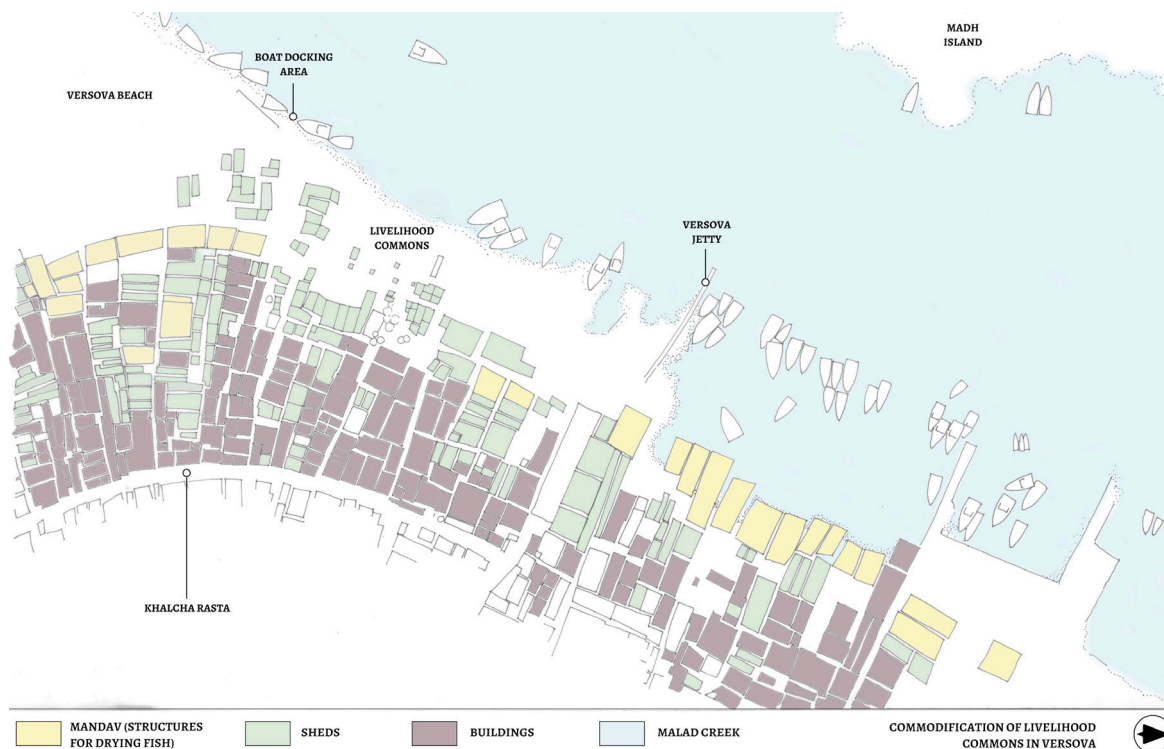 MADH
ISLAND
BOAT DOCKING
AREA
VERSOVA BEACH
LIVELIHOOD
COMMONS
VERSOVA
JETTY
KHALCHA RASTA
MANDAV (STRUCTURES
FOR DRYING FISH)
SHEDS
BUILDINGS
MALAD CREEK
COMMODIFICATION OF LIVELIHOOD
COMMONS IN VERSOVA